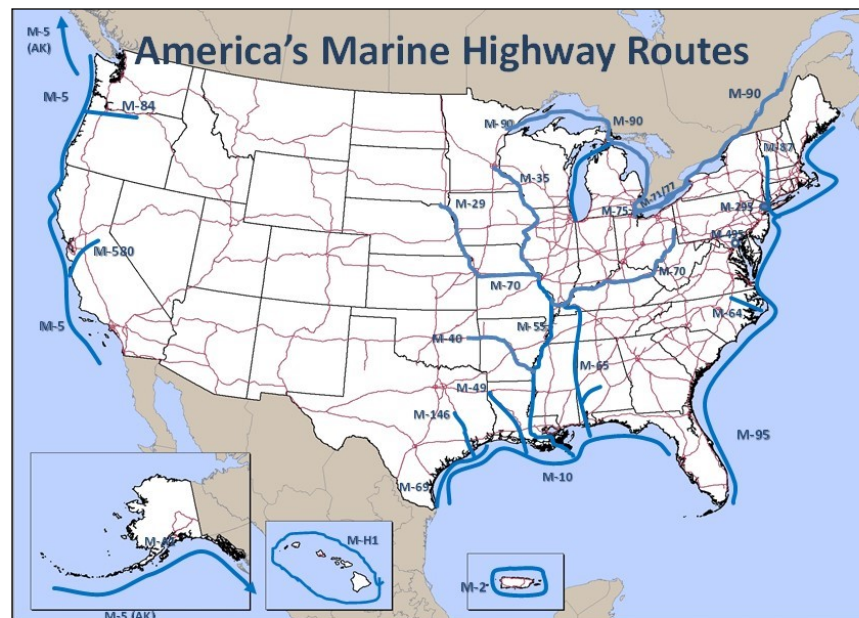 M-5
(AK)
America's Marine Highway Routes
M-5
M-84
M-90
M-90
M-90
M-87
M-35
M-71/77
M-29
M-75
M-295
M-495
M-580
M-70
M-70
M-5
M-64
M-55
M-40
M-65
M-49
M-146
M-95
M-69
M-10
M-H1
M-2
M-5 (AK)